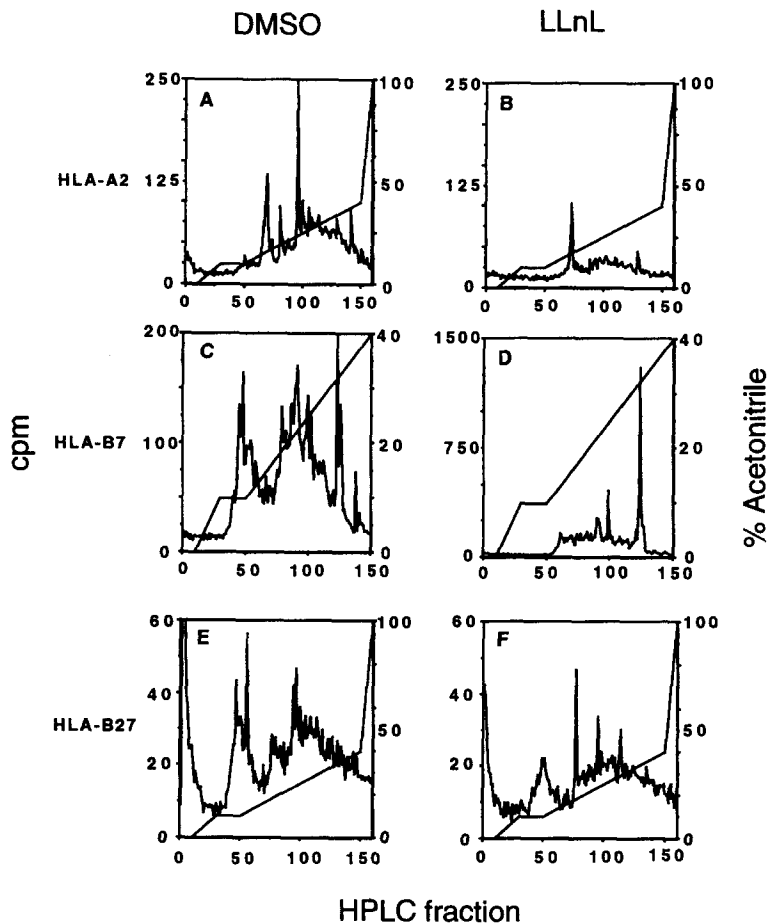 DMSO LLnL
250 A 100 250 B 100
HLA-A2 125 50 125 50
0 0 0 0
0 50 100 150 0 50 100 150
200 C 40 1500 D 40
HLA-B7 100 20 750 20
0 0 0 0
0 50 100 150 0 50 100 150
60 E 100 60 F 100
40 40
HLA-B27 50 50
20 20
0 0 0 0
0 50 100 150 0 50 100 150
cpm
% Acetonitrile
HPLC fraction